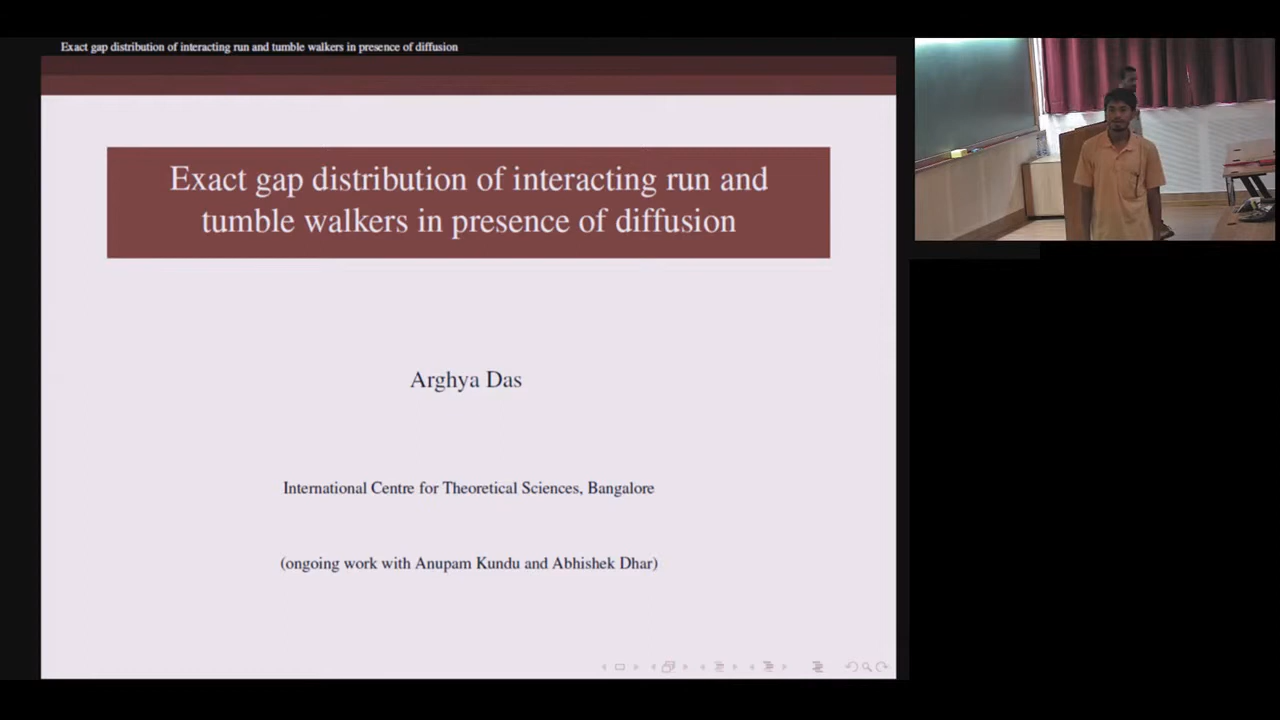 Exact gap distribution of interacting run and tumble walkers in presence of diffusion
Exact gap distribution of interacting run and
tumble walkers in presence of diffusion
Arghya Das
International Centre for Theoretical Sciences, Bangalore
(ongoing work with Anupam Kundu and Abhishek Dhar)